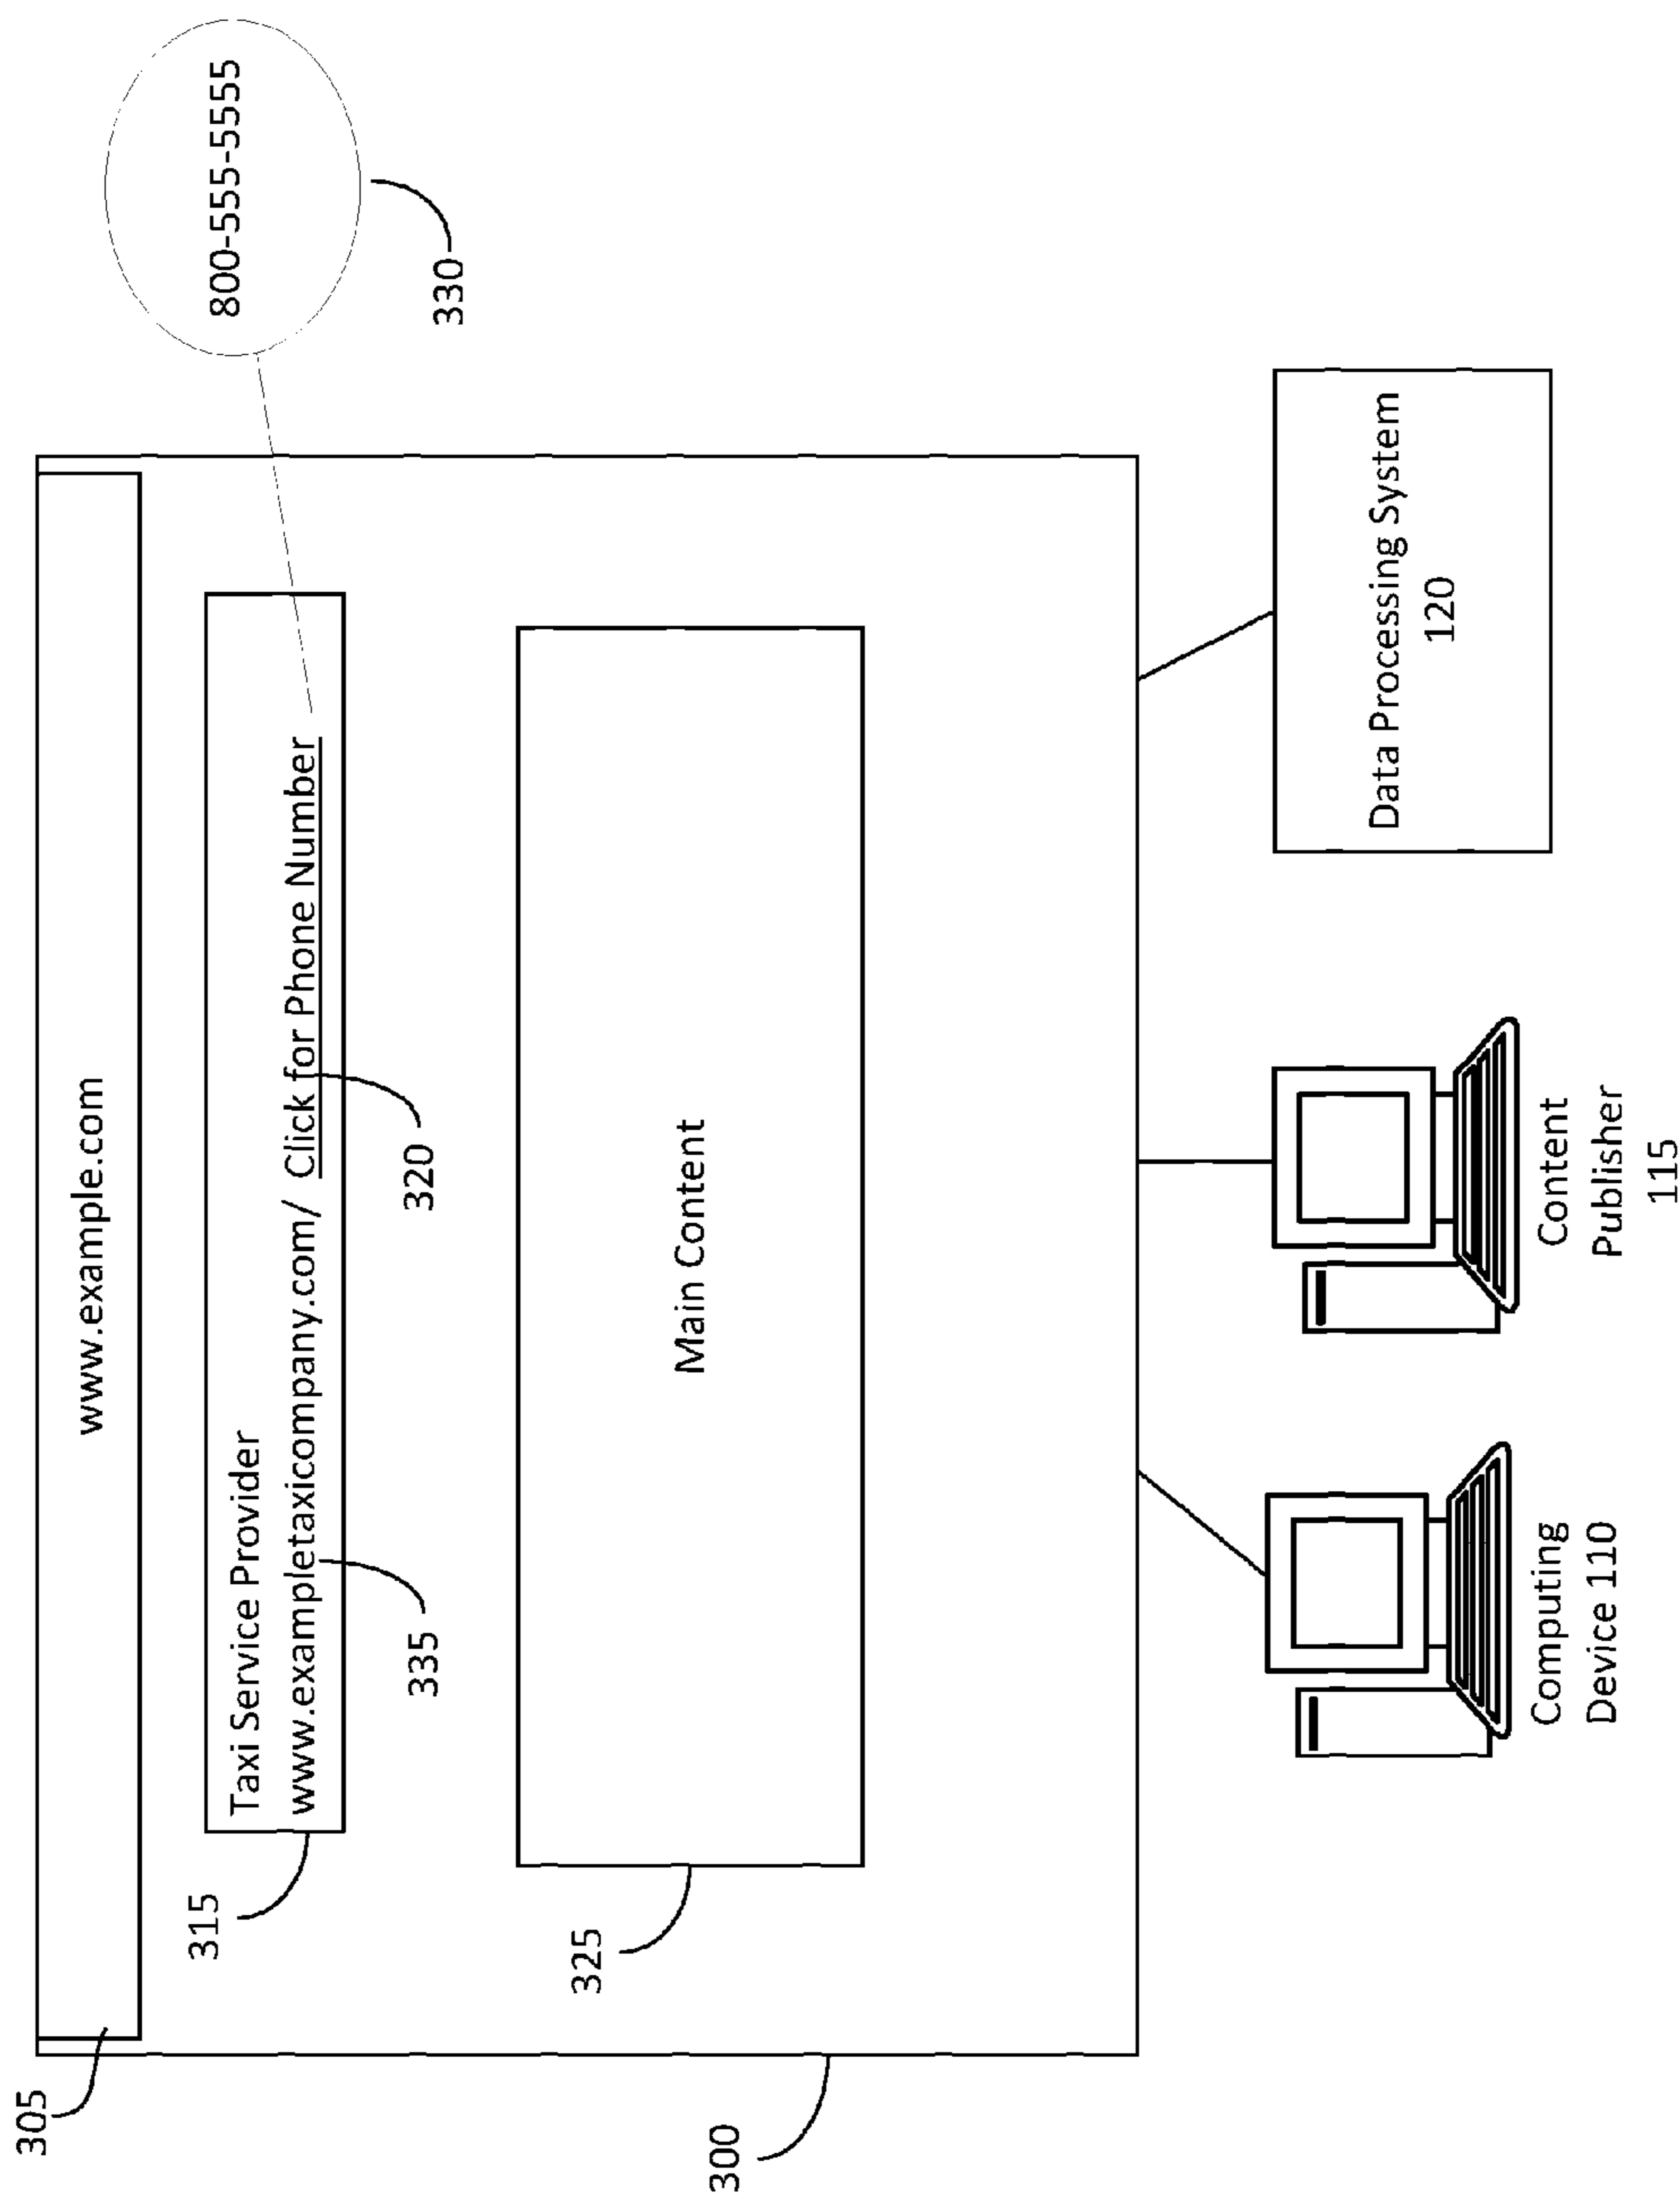 305
www.example.com
800-555-5555
330
315
Taxi Service Provider
www.exampletaxicompany.com/ Click for Phone Number
335
320
325
Main Content
300
Computing
Device 110
Content
Publisher
115
Data Processing System
120